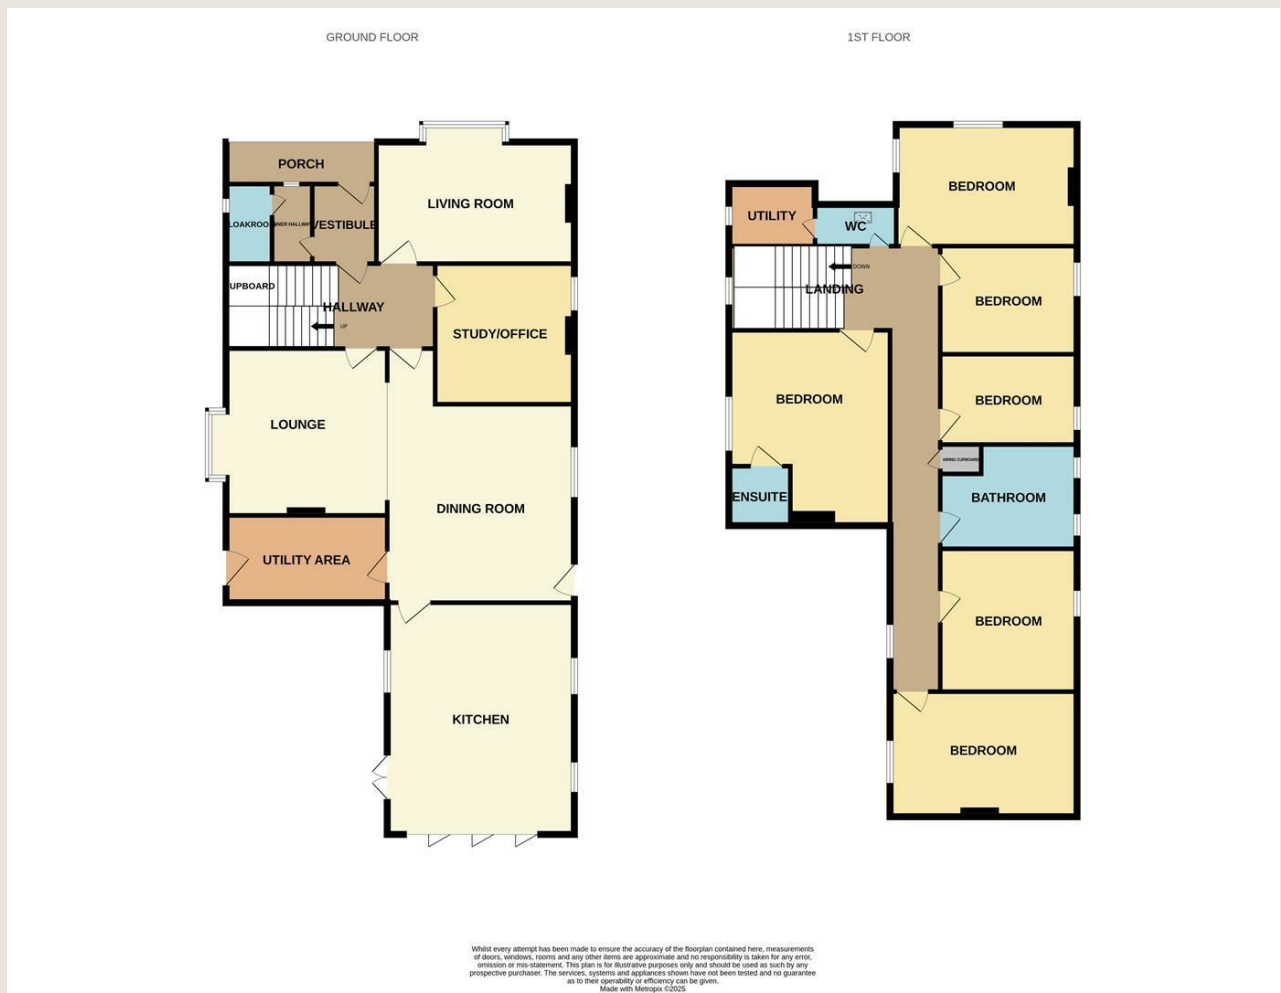 GROUND FLOOR
PORCH
LOAKROO
NNER HALLWAY
VESTIBULE
LIVING ROOM
UPBOARD
HALLWAY
UP
STUDY/OFFICE
LOUNGE
DINING ROOM
UTILITY AREA
KITCHEN
1ST FLOOR
BEDROOM
UTILITY
WC
DOWN
LANDING
BEDROOM
BEDROOM
BEDROOM
ENSUITE
BATHROOM
BEDROOM
BEDROOM
Whilst every attempt has been made to ensure the accuracy of the floorplan contained here, measurements
of doors, windows, rooms and any other items are approximate and no responsibility is taken for any error,
omission or mis-statement. This plan is for illustrative purposes only and should be used as such by any
prospective purchaser. The services, systems and appliances shown have not been tested and no guarantee
as to their operability or efficiency can be given.
Made with Metropix ©2025